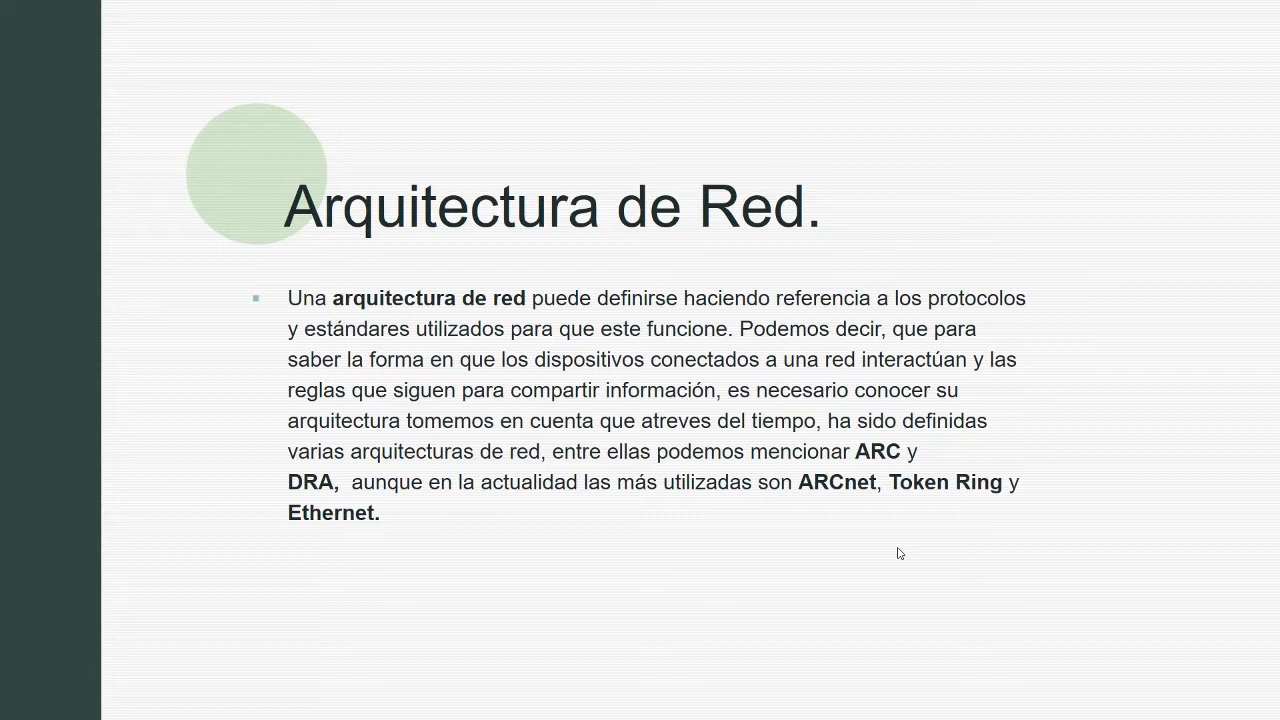 Arquitectura de Red.
Una arquitectura de red puede definirse haciendo referencia a los protocolos
y estándares utilizados para que este funcione. Podemos decir, que para
saber la forma en que los dispositivos conectados a una red interactúan y las
reglas que siguen para compartir información, es necesario conocer su
arquitectura tomemos en cuenta que atreves del tiempo, ha sido definidas
varias arquitecturas de red, entre ellas podemos mencionar ARC y
DRA, aunque en la actualidad las más utilizadas son ARCnet, Token Ring y
Ethernet.